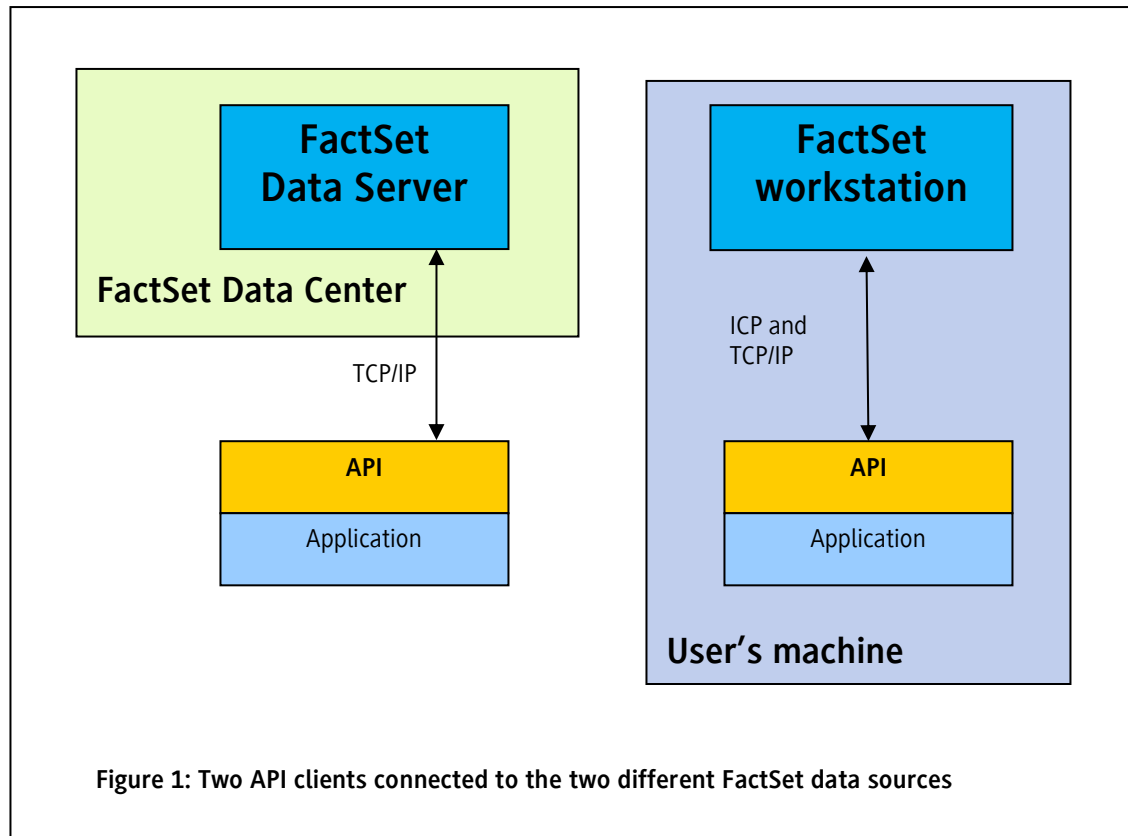 FactSet
Data Server
FactSet Data Center
TCP/IP
API
Application
FactSet
workstation
ICP and
TCP/IP
API
Application
User's machine
Figure 1: Two API clients connected to the two different FactSet data sources